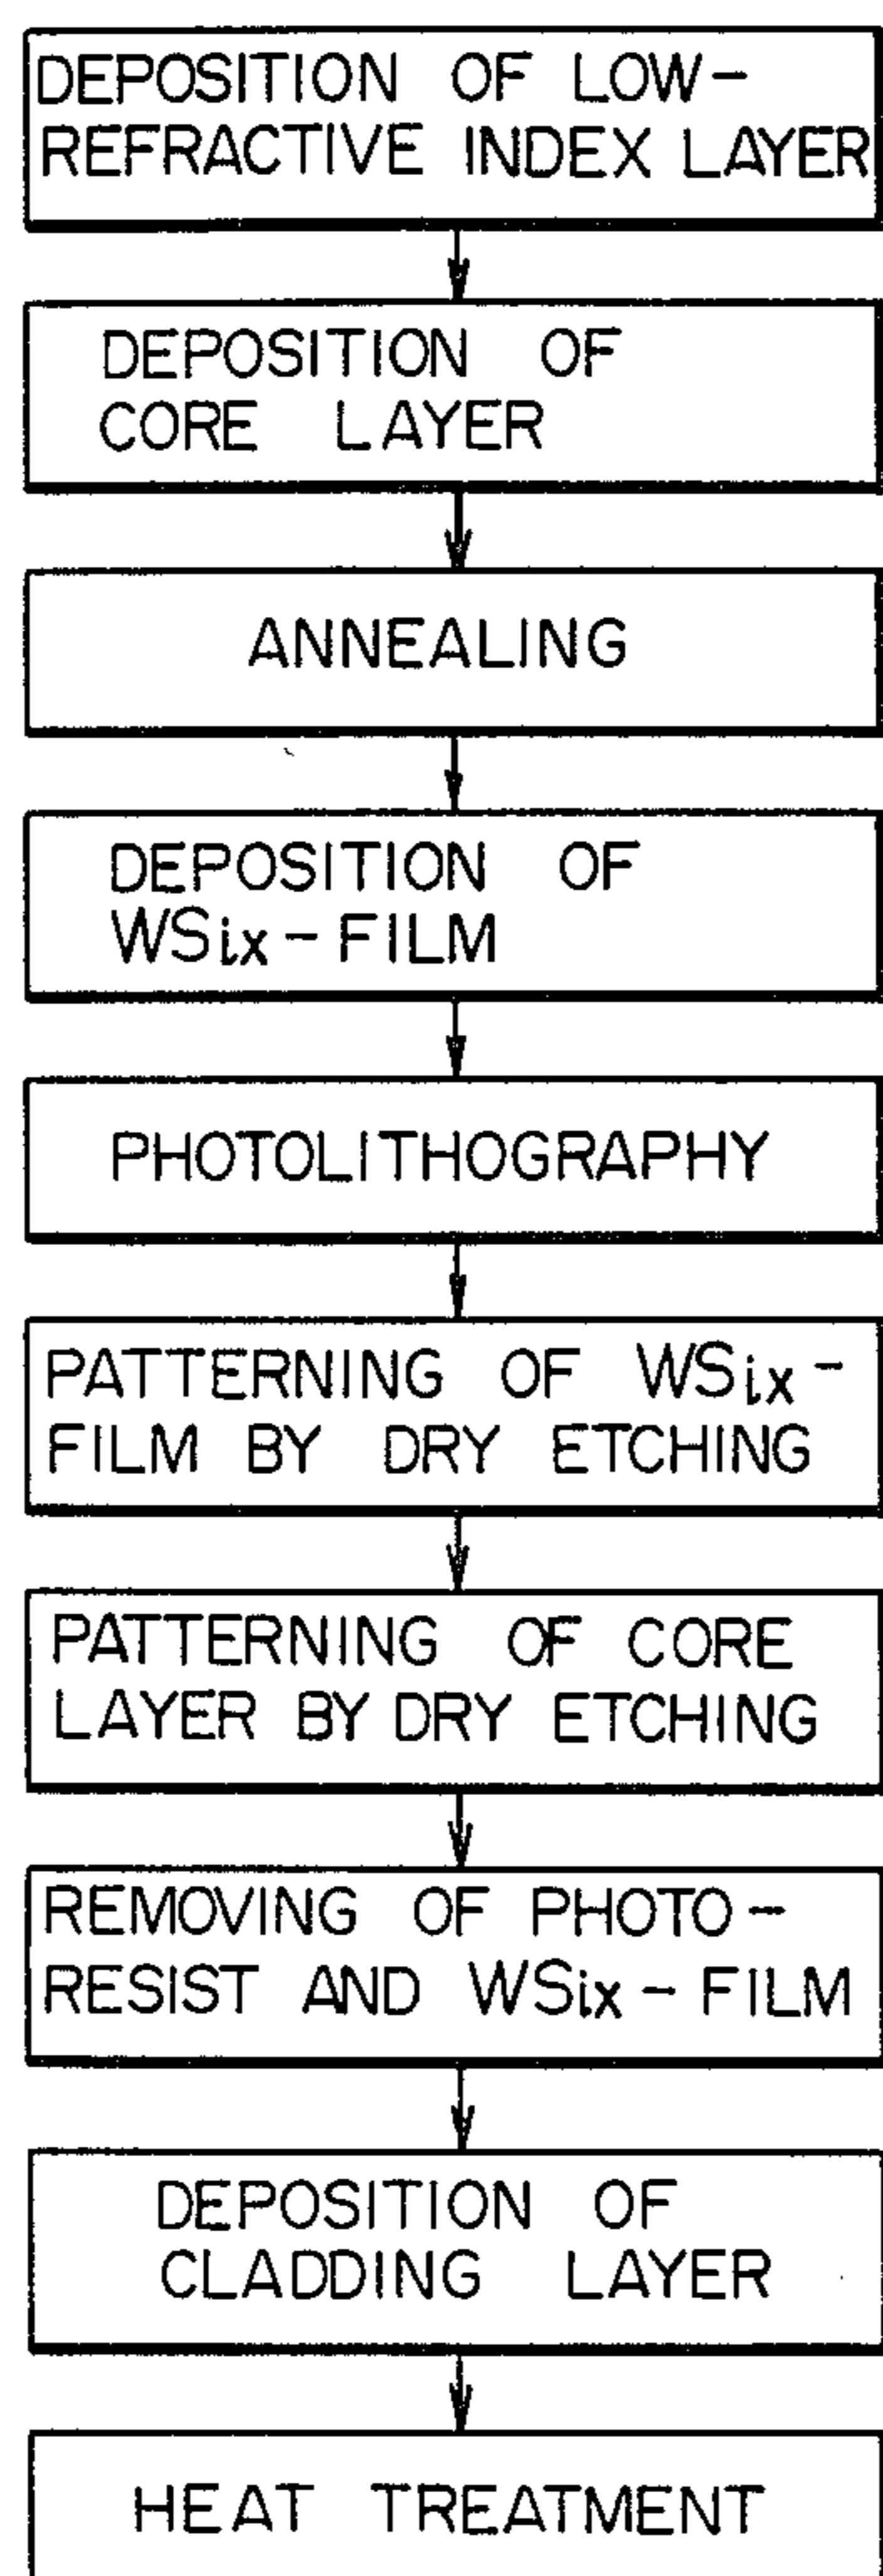 DEPOSITION OF LOW-
REFRACTIVE INDEX LAYER
DEPOSITION OF
CORE LAYER
ANNEALING
DEPOSITION OF
WSix-FILM
PHOTOLITHOGRAPHY
PATTERNING OF WSix-
FILM BY DRY ETCHING
PATTERNING OF CORE
LAYER BY DRY ETCHING
REMOVING OF PHOTO-
RESIST AND WSix-FILM
DEPOSITION OF
CLADDING LAYER
HEAT TREATMENT